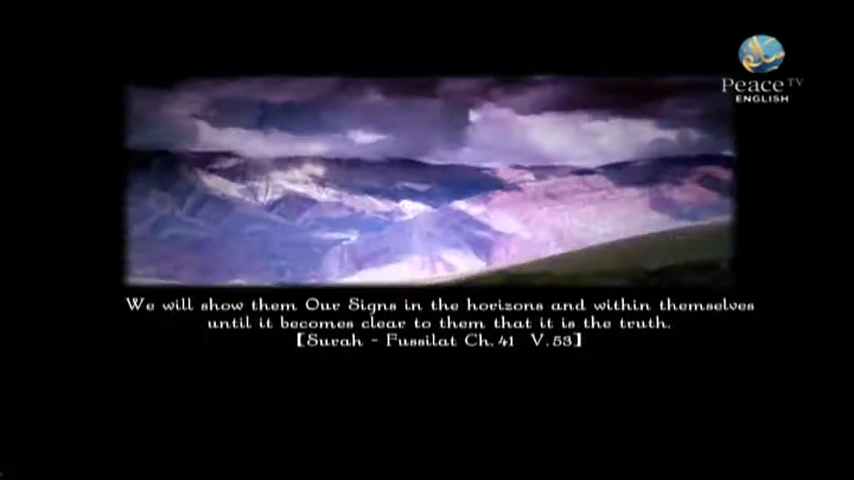 سلام
Peace TV
ENGLISH
We will show them Our Signs in the horizons and within themselves
until it becomes clear to them that it is the truth.
[Surah - Fussilat Ch. 41 V. 53]